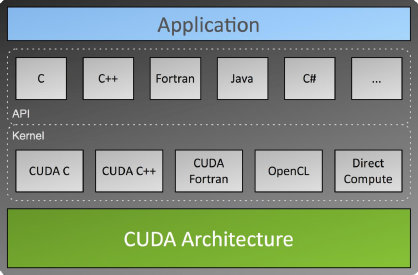 Application
C
C++
Fortran
Java
C#
...
API
Kernel
CUDA C
CUDA C++
CUDA
Fortran
OpenCL
Direct
Compute
CUDA Architecture